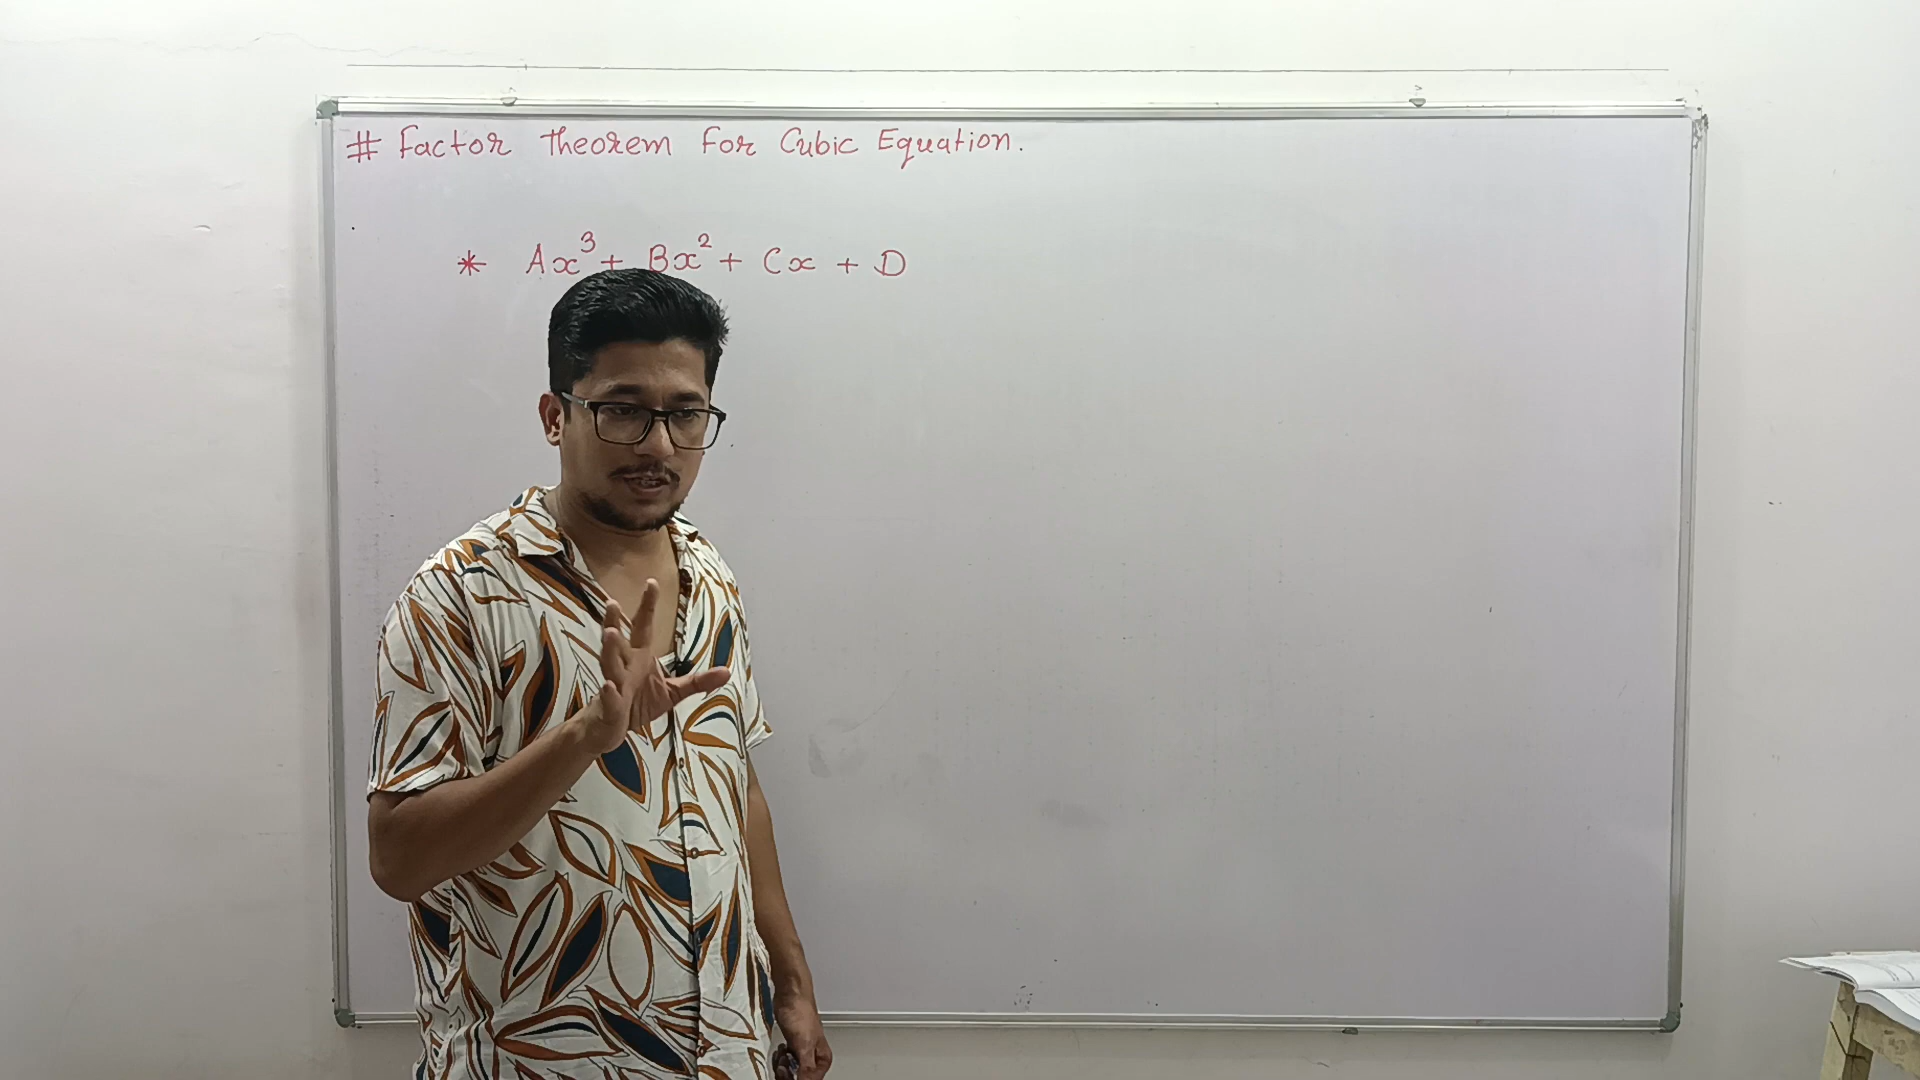 # Factor Theorem For Cubic Equation.
* Ax³ + Bx² + Cx + D